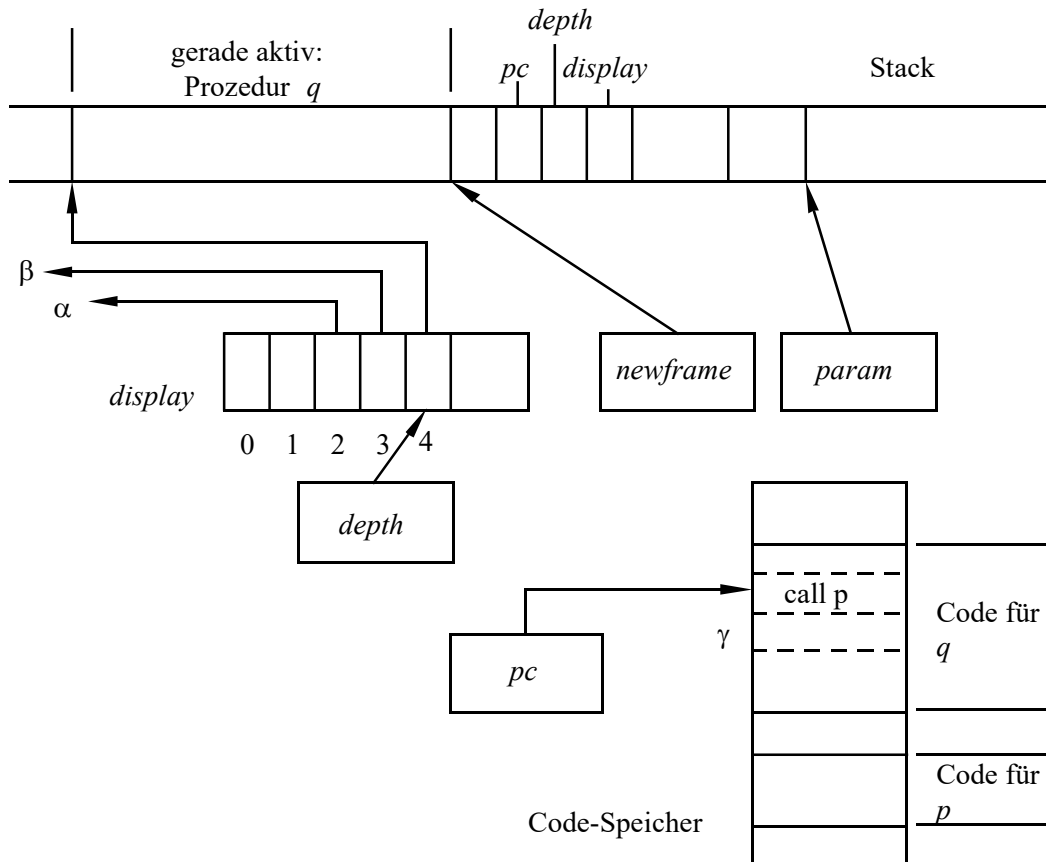 depth
gerade aktiv:
pc display
Stack
Prozedur q
β
α
newframe
param
display
0 1 2 3 4
depth
call p
Code für
q
γ
pc
Code für
p
Code-Speicher